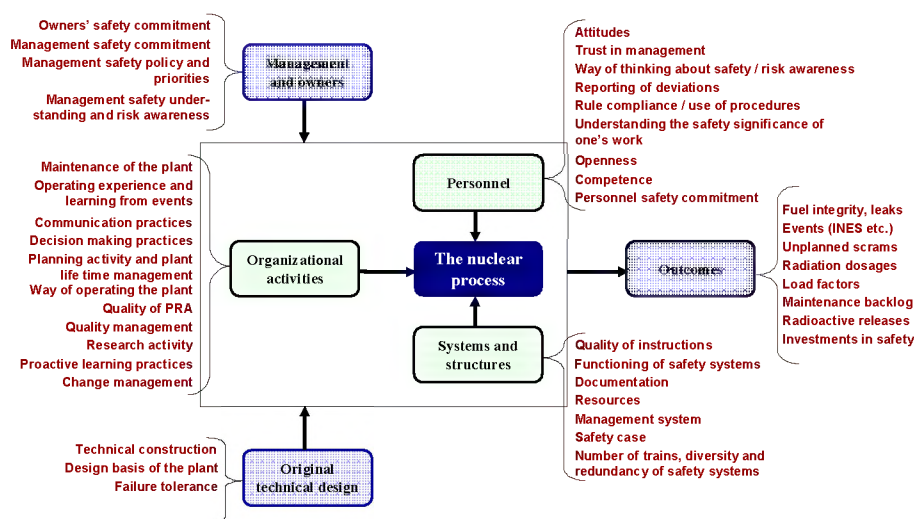 Owners' safety commitment
Management safety commitment
Management safety policy and
priorities
Management safety under-
standing and risk awareness
Management
and owners
Attitudes
Trust in management
Way of thinking about safety / risk awareness
Reporting of deviations
Rule compliance / use of procedures
Understanding the safety significance of
one's work
Openness
Competence
Personnel safety commitment
Personnel
Maintenance of the plant
Operating experience and
learning from events
Communication practices
Decision making practices
Planning activity and plant
life time management
Way of operating the plant
Quality of PRA
Quality management
Research activity
Proactive learning practices
Change management
Organizational
activities
The nuclear
process
Outcomes
Fuel integrity, leaks
Events (INES etc.)
Unplanned scrams
Radiation dosages
Load factors
Maintenance backlog
Radioactive releases
Investments in safety
Systems and
structures
Quality of instructions
Functioning of safety systems
Documentation
Resources
Management system
Safety case
Number of trains, diversity and
redundancy of safety systems
Technical construction
Design basis of the plant
Failure tolerance
Original
technical design